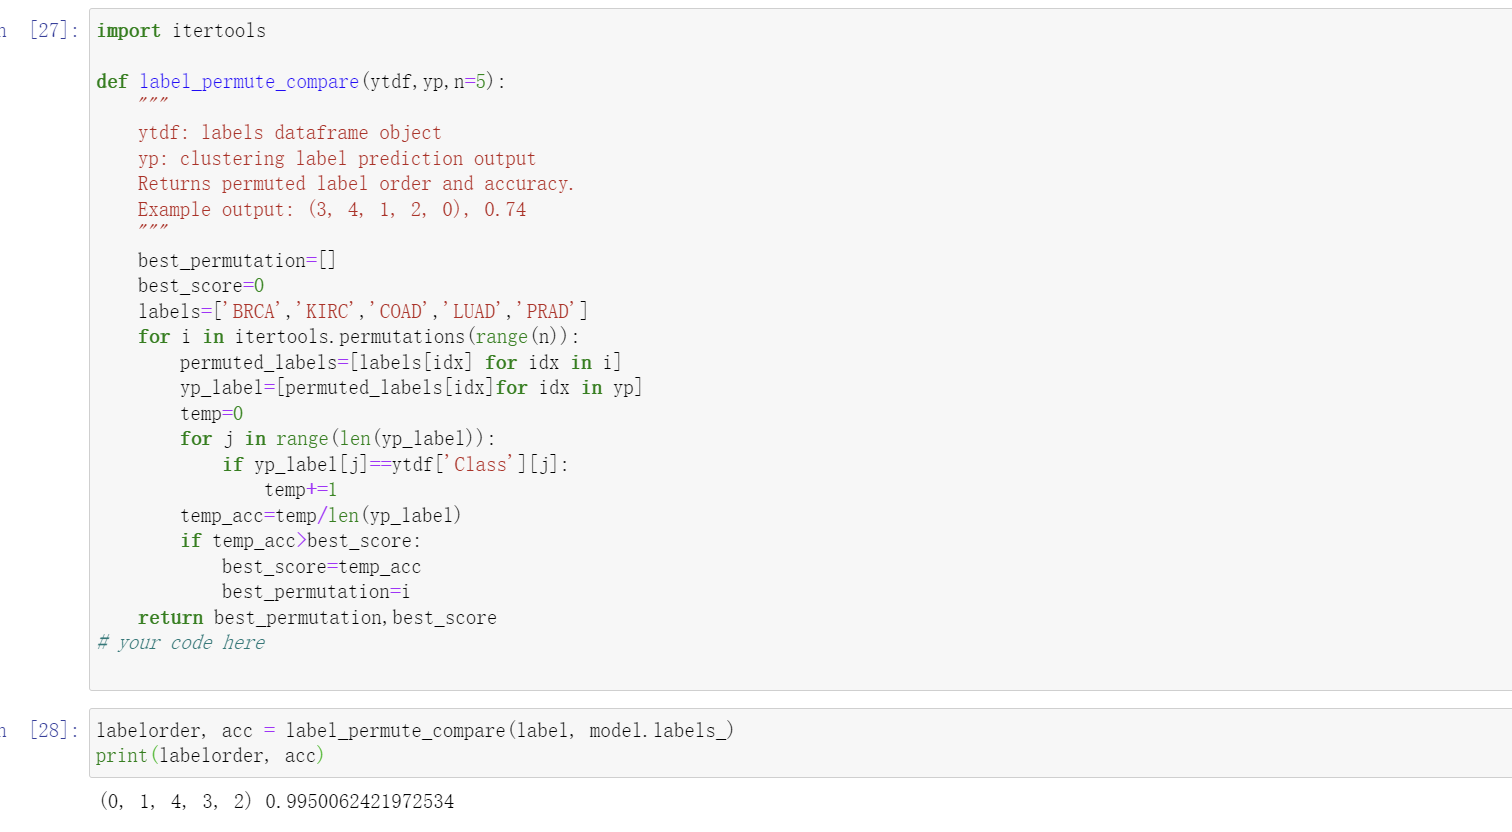 n [27]:
import itertools
def label_permute_compare(ytdf,yp,n=5):
    """
    ytdf: labels dataframe object
    yp: clustering label prediction output
    Returns permuted label order and accuracy.
    Example output: (3, 4, 1, 2, 0), 0.74
    """
    best_permutation=[]
    best_score=0
    labels=['BRCA','KIRC','COAD','LUAD','PRAD']
    for i in itertools.permutations(range(n)):
        permuted_labels=[labels[idx] for idx in i]
        yp_label=[permuted_labels[idx]for idx in yp]
        temp=0
        for j in range(len(yp_label)):
            if yp_label[j]==ytdf['Class'][j]:
                temp+=1
        temp_acc=temp/len(yp_label)
        if temp_acc>best_score:
            best_score=temp_acc
            best_permutation=i
    return best_permutation,best_score
# your code here
n [28]:
labelorder, acc = label_permute_compare(label, model.labels_)
print(labelorder, acc)
(0, 1, 4, 3, 2) 0.9950062421972534